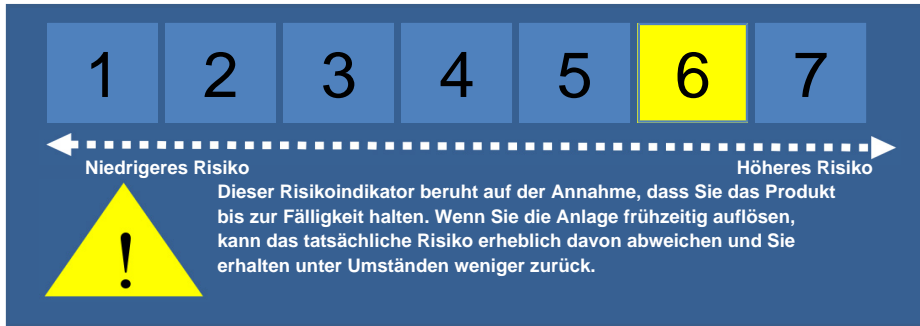 1 2 3 4 5 6 7
Niedrigeres Risiko Höheres Risiko
Dieser Risikoindikator beruht auf der Annahme, dass Sie das Produkt
bis zur Fälligkeit halten. Wenn Sie die Anlage frühzeitig auflösen,
kann das tatsächliche Risiko erheblich davon abweichen und Sie
erhalten unter Umständen weniger zurück.
!